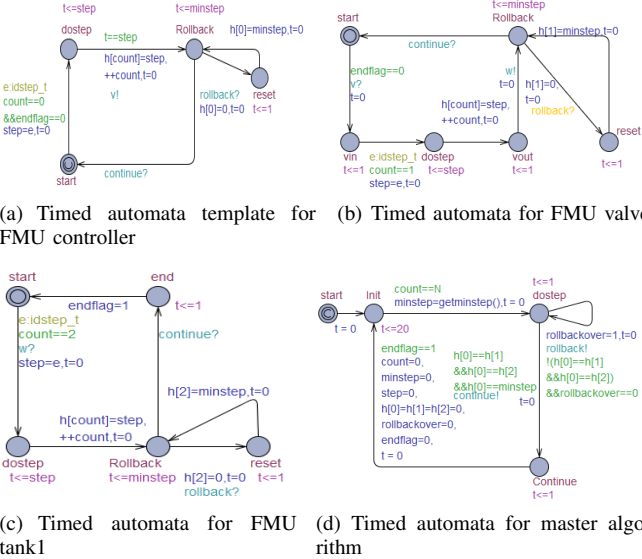 t<=step
dostep
t==step
h[count]=step,
++count,t=0
v!
t<=minstep
Rollback
h[0]=minstep,t=0
reset
t<=1
rollback?
h[0]=0,t=0
e:idstep_t
count==0
&&endflag==0
step=e,t=0
start
continue?
(a) Timed automata template for
FMU controller
start
t<=minstep
Rollback
h[1]=minstep,t=0
continue?
endflag==0
v?
t=0
w!
t=0
h[1]=0,
t=0
rollback?
h[count]=step,
++count,t=0
reset
t<=1
vin
t<=1
e:idstep_t
count==1
step=e,t=0
dostep
t<=step
vout
t<=1
(b) Timed automata for FMU valve
start
end
endflag=1
t<=1
e:idstep_t
count==2
w?
step=e,t=0
continue?
h[2]=minstep,t=0
h[count]=step,
++count,t=0
dostep
t<=step
Rollback
t<=minstep
h[2]=0,t=0
rollback?
reset
t<=1
(c) Timed automata for FMU
tank1
start
t = 0
Init
t<=20
count==N
minstep=getminstep(),t = 0
t<=1
dostep
rollbackover=1,t=0
rollback!
!(h[0]==h[1]
&&h[0]==h[2])
&&rollbackover==0
endflag==1
count=0,
minstep=0,
step=0,
h[0]=h[1]=h[2]=0,
rollbackover=0,
endflag=0,
t = 0
h[0]==h[1]
&&h[0]==h[2]
&&h[0]==minstep
continue!
t=0
Continue
t<=1
(d) Timed automata for master algo-
rithm